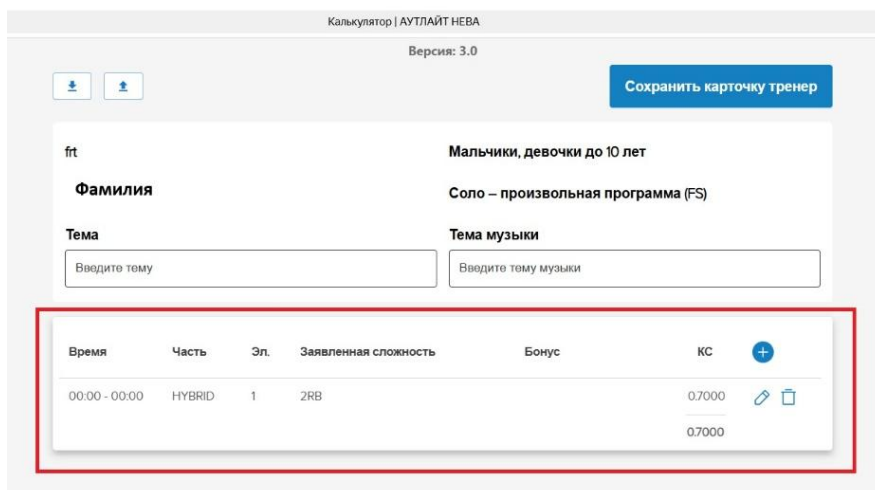 Калькулятор | АУТЛАЙТ НЕВА
Версия: 3.0
Сохранить карточку тренер
frt
Мальчики, девочки до 10 лет
Фамилия
Соло – произвольная программа (FS)
Тема
Тема музыки
Введите тему
Введите тему музыки
Время Часть Эл. Заявленная сложность Бонус КС
00:00 - 00:00 HYBRID 1 2RB 0.7000
0.7000